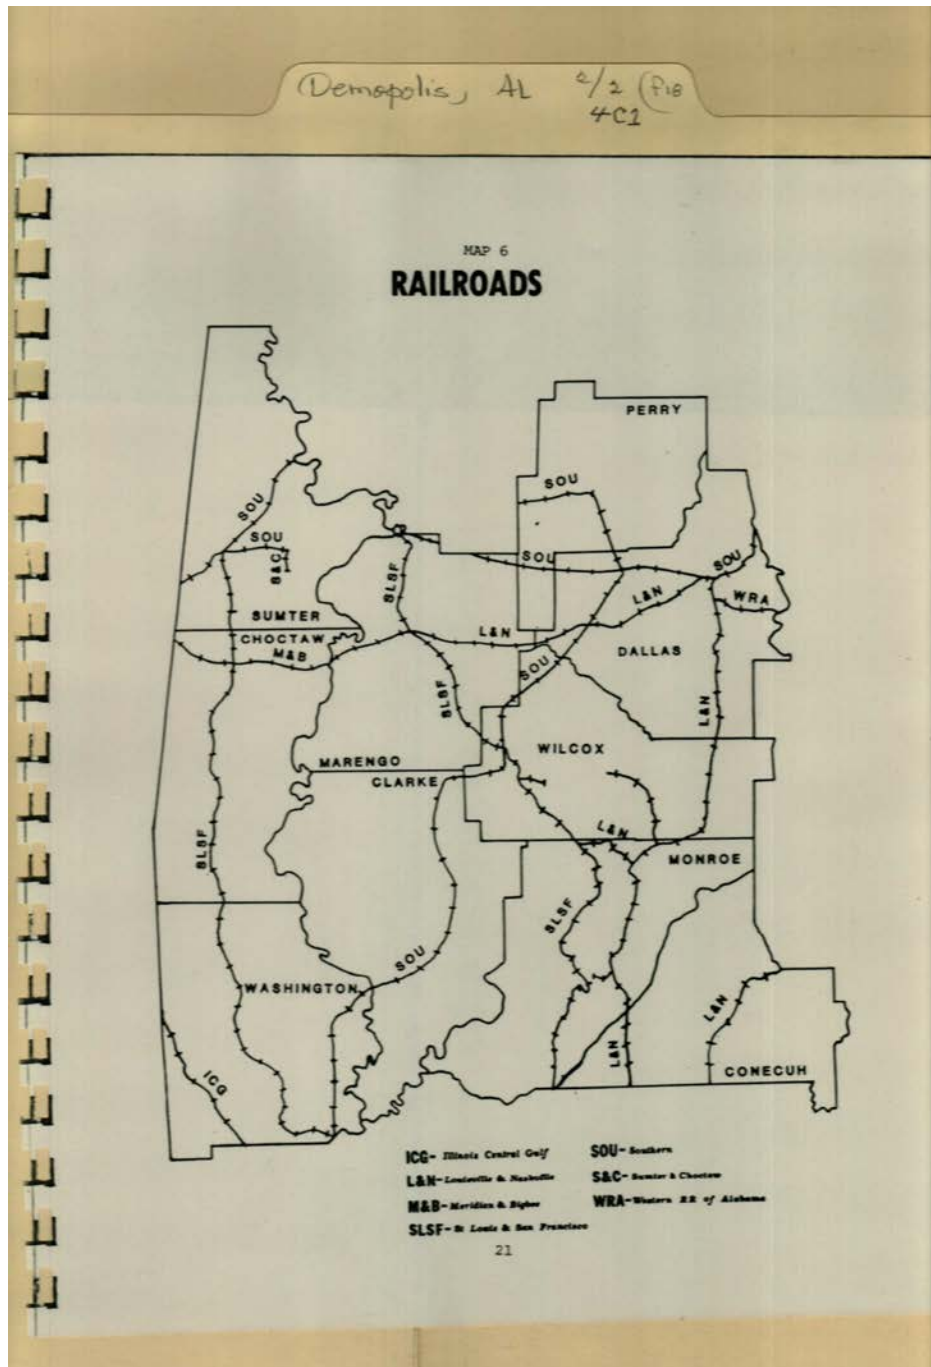 Demopolis, AL 2/2 (F18
4C1
MAP 6
RAILROADS
PERRY
SOU
SOU
SOU
S&C
SOU
SOU
SLSF
L&N
WRA
SUMTER
CHOCTAW
M&B
L&N
DALLAS
SOU
SLSF
L&N
WILCOX
MARENGO
CLARKE
L&N
SLSF
MONROE
SLSF
SOU
WASHINGTON
L&N
L&N
ICG
CONECUH
ICG- Illinois Central Gulf SOU- Southern
L&N- Louisville & Nashville S&C- Sumter & Choctaw
M&B- Meridian & Bigbee WRA- Western RR of Alabama
SLSF- St Louis & San Francisco
21